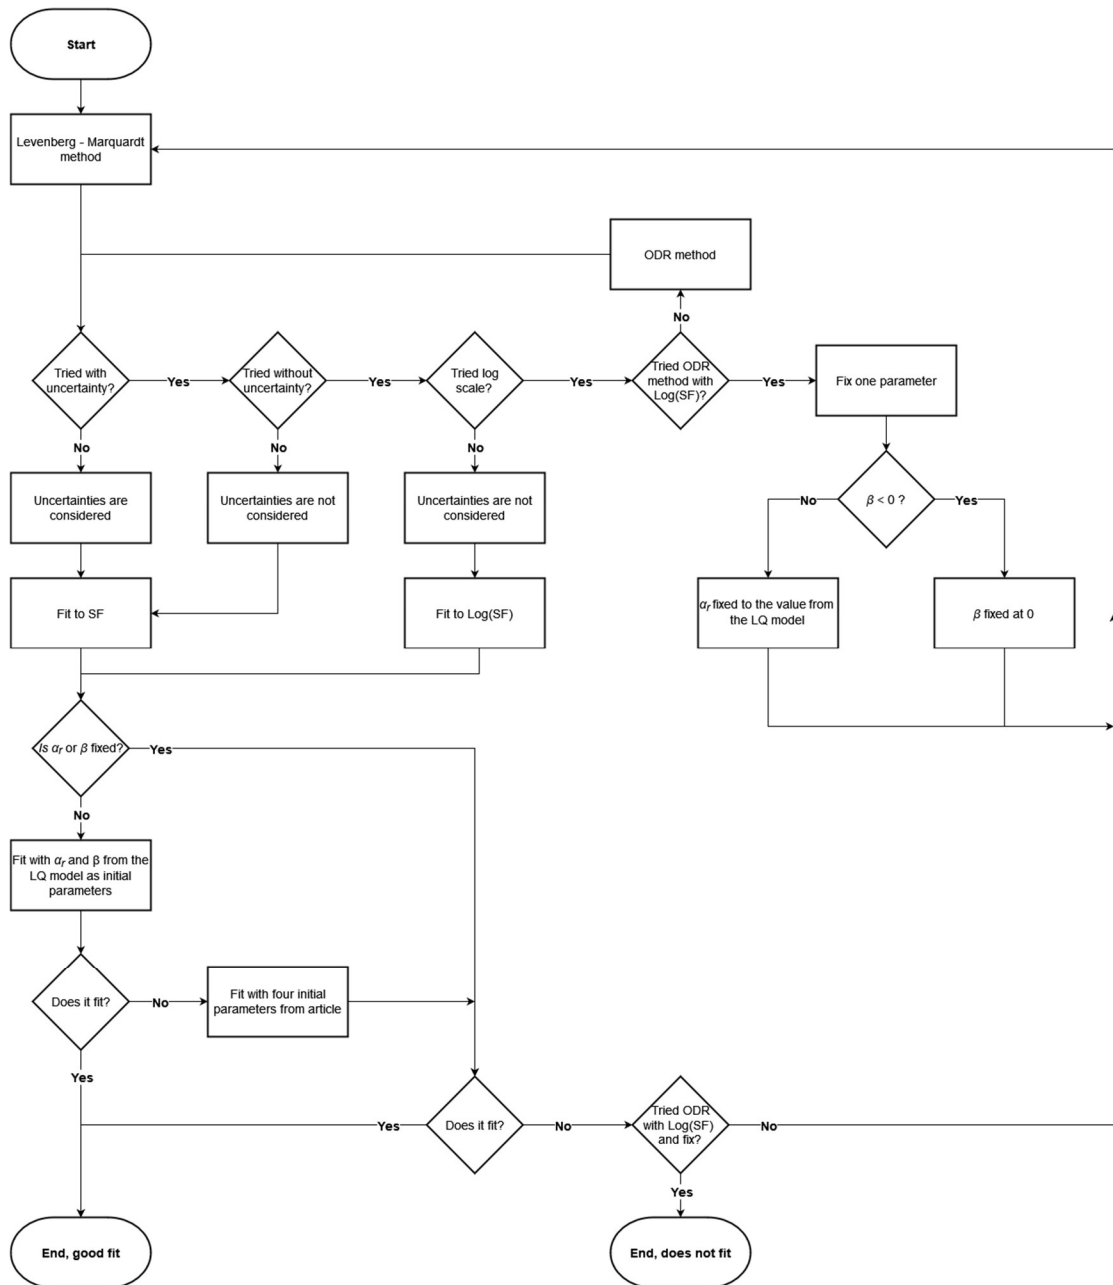 Start
Levenberg - Marquardt
method
ODR method
No
Tried with
uncertainty?
Yes
Tried without
uncertainty?
Yes
Tried log
scale?
Yes
Tried ODR
method with
Log(SF)?
Yes
Fix one parameter
No
No
No
Uncertainties are
considered
Uncertainties are not
considered
Uncertainties are not
considered
No
β < 0 ?
Yes
Fit to SF
Fit to Log(SF)
αr fixed to the value from
the LQ model
β fixed at 0
Is αr or β fixed?
Yes
No
Fit with αr and β from the
LQ model as initial
parameters
Does it fit?
No
Fit with four initial
parameters from article
Yes
Yes
Does it fit?
No
Tried ODR
with Log(SF)
and fix?
No
Yes
End, good fit
End, does not fit